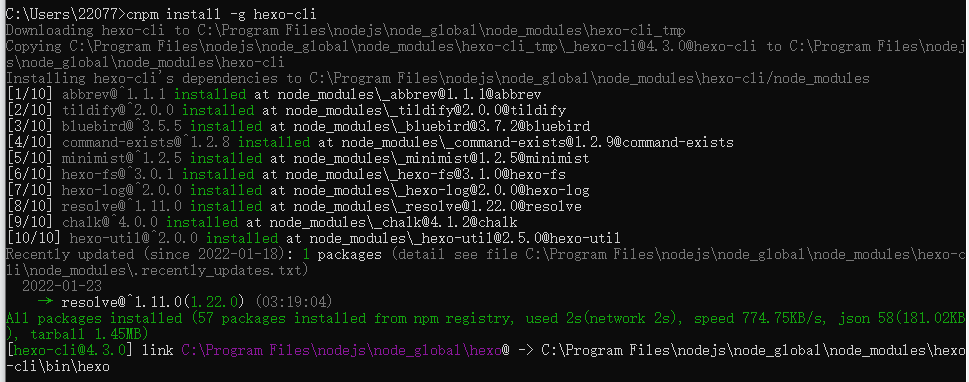 C:\Users\22077>cnpm install -g hexo-cli
Downloading hexo-cli to C:\Program Files\nodejs\node_global\node_modules\hexo-cli_tmp
Copying C:\Program Files\nodejs\node_global\node_modules\hexo-cli_tmp\_hexo-cli@4.3.0@hexo-cli to C:\Program Files\nodej
s\node_global\node_modules\hexo-cli
Installing hexo-cli's dependencies to C:\Program Files\nodejs\node_global\node_modules\hexo-cli/node_modules
[1/10] abbrev@^1.1.1 installed at node_modules\_abbrev@1.1.1@abbrev
[2/10] tildify@^2.0.0 installed at node_modules\_tildify@2.0.0@tildify
[3/10] bluebird@^3.5.5 installed at node_modules\_bluebird@3.7.2@bluebird
[4/10] command-exists@^1.2.8 installed at node_modules\_command-exists@1.2.9@command-exists
[5/10] minimist@^1.2.5 installed at node_modules\_minimist@1.2.5@minimist
[6/10] hexo-fs@^3.0.1 installed at node_modules\_hexo-fs@3.1.0@hexo-fs
[7/10] hexo-log@^2.0.0 installed at node_modules\_hexo-log@2.0.0@hexo-log
[8/10] resolve@^1.11.0 installed at node_modules\_resolve@1.22.0@resolve
[9/10] chalk@^4.0.0 installed at node_modules\_chalk@4.1.2@chalk
[10/10] hexo-util@^2.0.0 installed at node_modules\_hexo-util@2.5.0@hexo-util
Recently updated (since 2022-01-18): 1 packages (detail see file C:\Program Files\nodejs\node_global\node_modules\hexo-c
li\node_modules\.recently_updates.txt)
2022-01-23
→ resolve@^1.11.0(1.22.0) (03:19:04)
All packages installed (57 packages installed from npm registry, used 2s(network 2s), speed 774.75KB/s, json 58(181.02KB
), tarball 1.45MB)
[hexo-cli@4.3.0] link C:\Program Files\nodejs\node_global\hexo@ -> C:\Program Files\nodejs\node_global\node_modules\hexo
-cli\bin\hexo